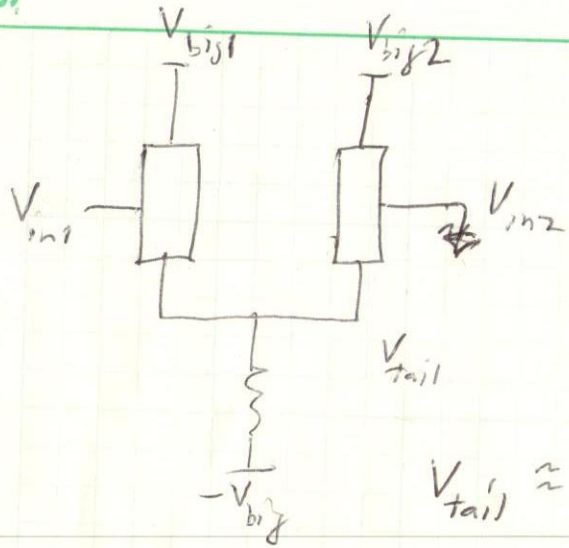 V_big1 V_big2
V_in1 V_in2
V_tail
-V_big
V_tail ≈